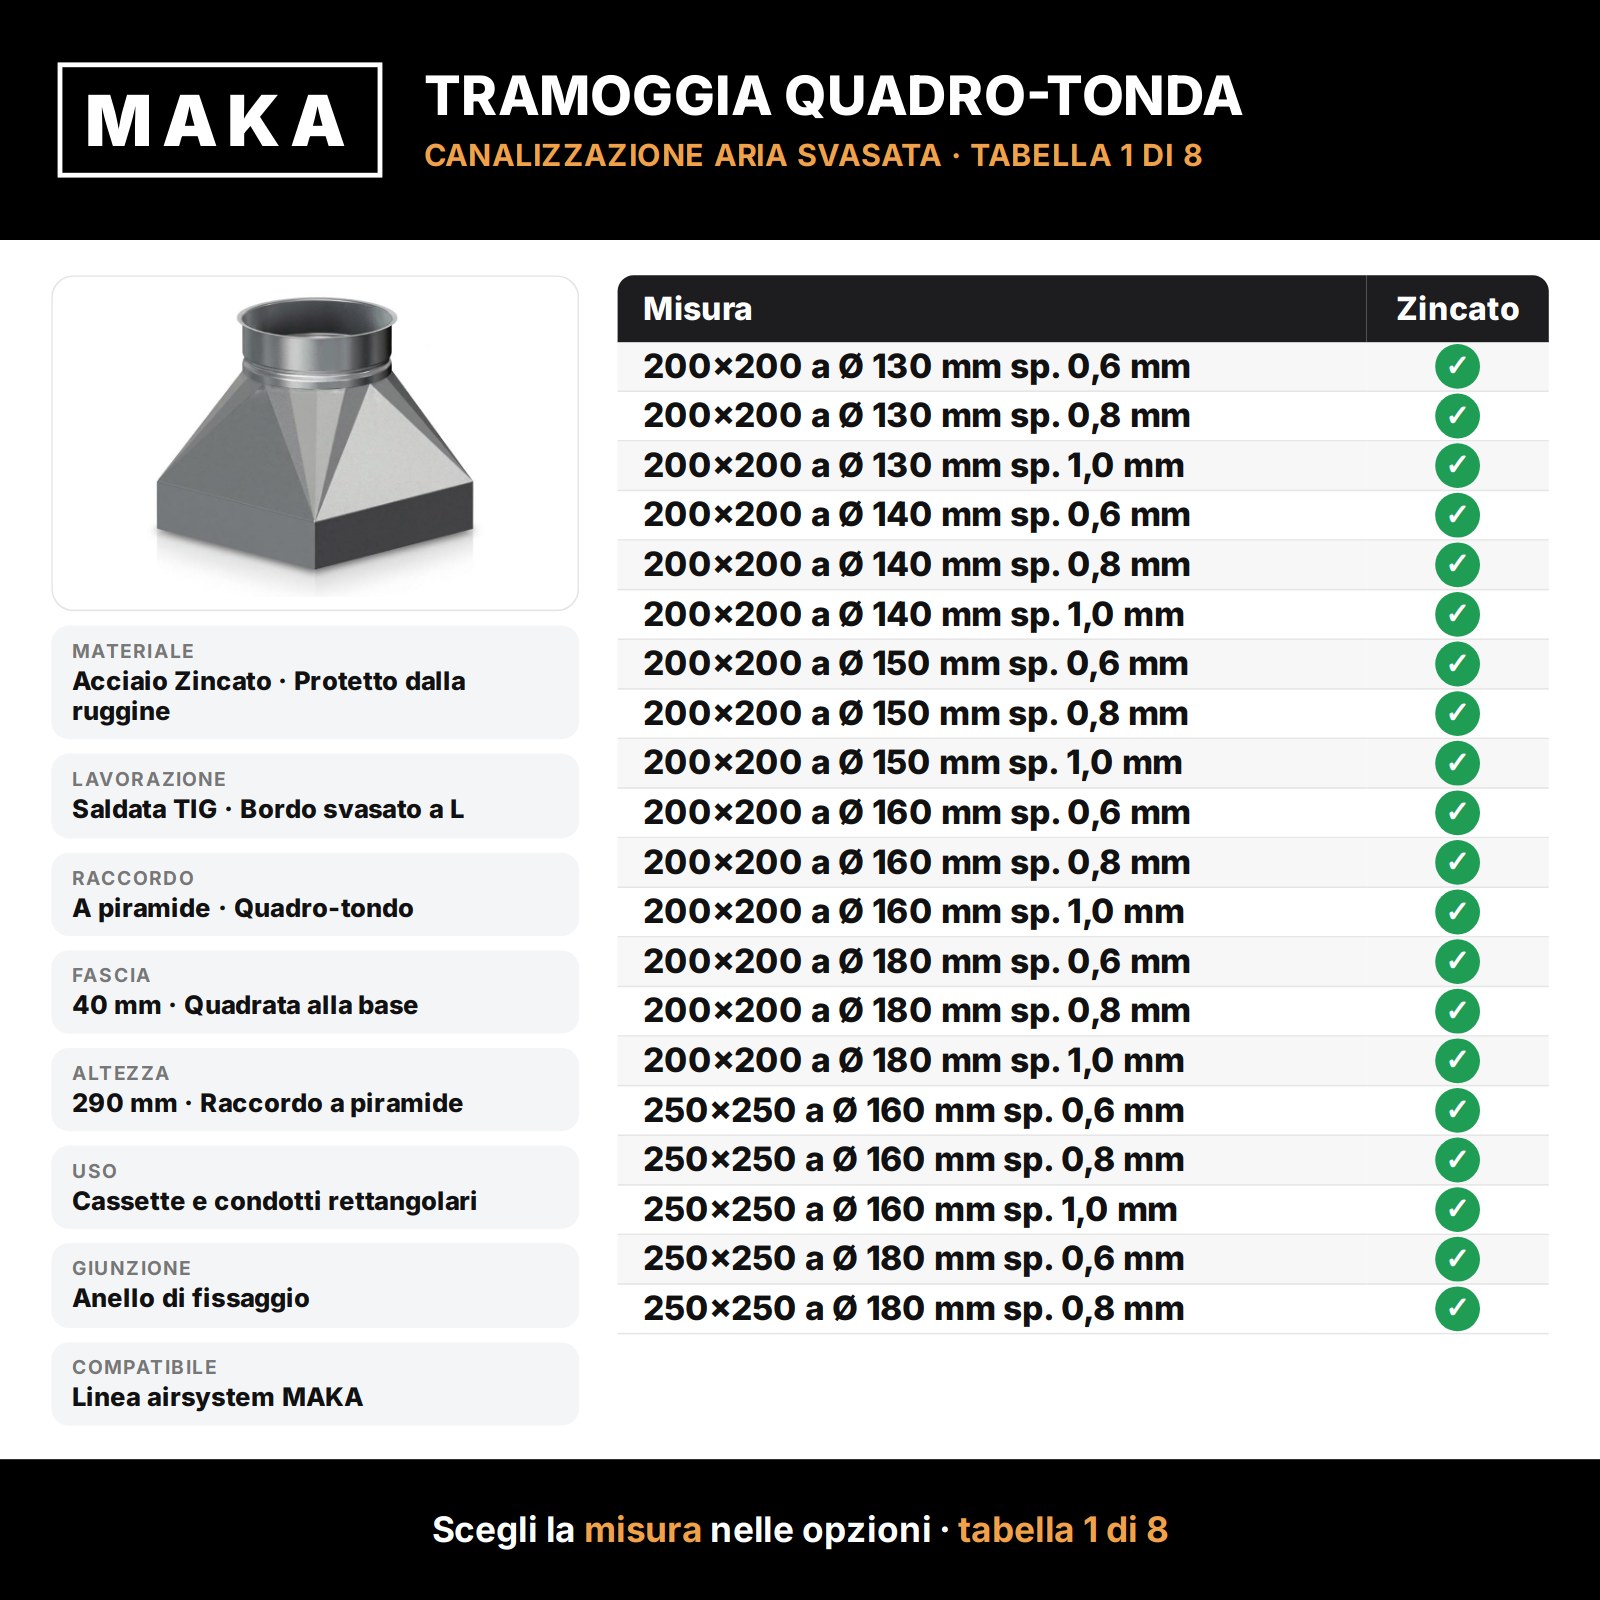 MAKA
TRAMOGGIA QUADRO-TONDA
CANALIZZAZIONE ARIA SVASATA · TABELLA 1 DI 8
MATERIALE
Acciaio Zincato · Protetto dalla
ruggine
LAVORAZIONE
Saldata TIG · Bordo svasato a L
RACCORDO
A piramide · Quadro-tondo
FASCIA
40 mm · Quadrata alla base
ALTEZZA
290 mm · Raccordo a piramide
USO
Cassette e condotti rettangolari
GIUNZIONE
Anello di fissaggio
COMPATIBILE
Linea airsystem MAKA
Misura Zincato
200×200 a Ø 130 mm sp. 0,6 mm ✓
200×200 a Ø 130 mm sp. 0,8 mm ✓
200×200 a Ø 130 mm sp. 1,0 mm ✓
200×200 a Ø 140 mm sp. 0,6 mm ✓
200×200 a Ø 140 mm sp. 0,8 mm ✓
200×200 a Ø 140 mm sp. 1,0 mm ✓
200×200 a Ø 150 mm sp. 0,6 mm ✓
200×200 a Ø 150 mm sp. 0,8 mm ✓
200×200 a Ø 150 mm sp. 1,0 mm ✓
200×200 a Ø 160 mm sp. 0,6 mm ✓
200×200 a Ø 160 mm sp. 0,8 mm ✓
200×200 a Ø 160 mm sp. 1,0 mm ✓
200×200 a Ø 180 mm sp. 0,6 mm ✓
200×200 a Ø 180 mm sp. 0,8 mm ✓
200×200 a Ø 180 mm sp. 1,0 mm ✓
250×250 a Ø 160 mm sp. 0,6 mm ✓
250×250 a Ø 160 mm sp. 0,8 mm ✓
250×250 a Ø 160 mm sp. 1,0 mm ✓
250×250 a Ø 180 mm sp. 0,6 mm ✓
250×250 a Ø 180 mm sp. 0,8 mm ✓
Scegli la misura nelle opzioni · tabella 1 di 8